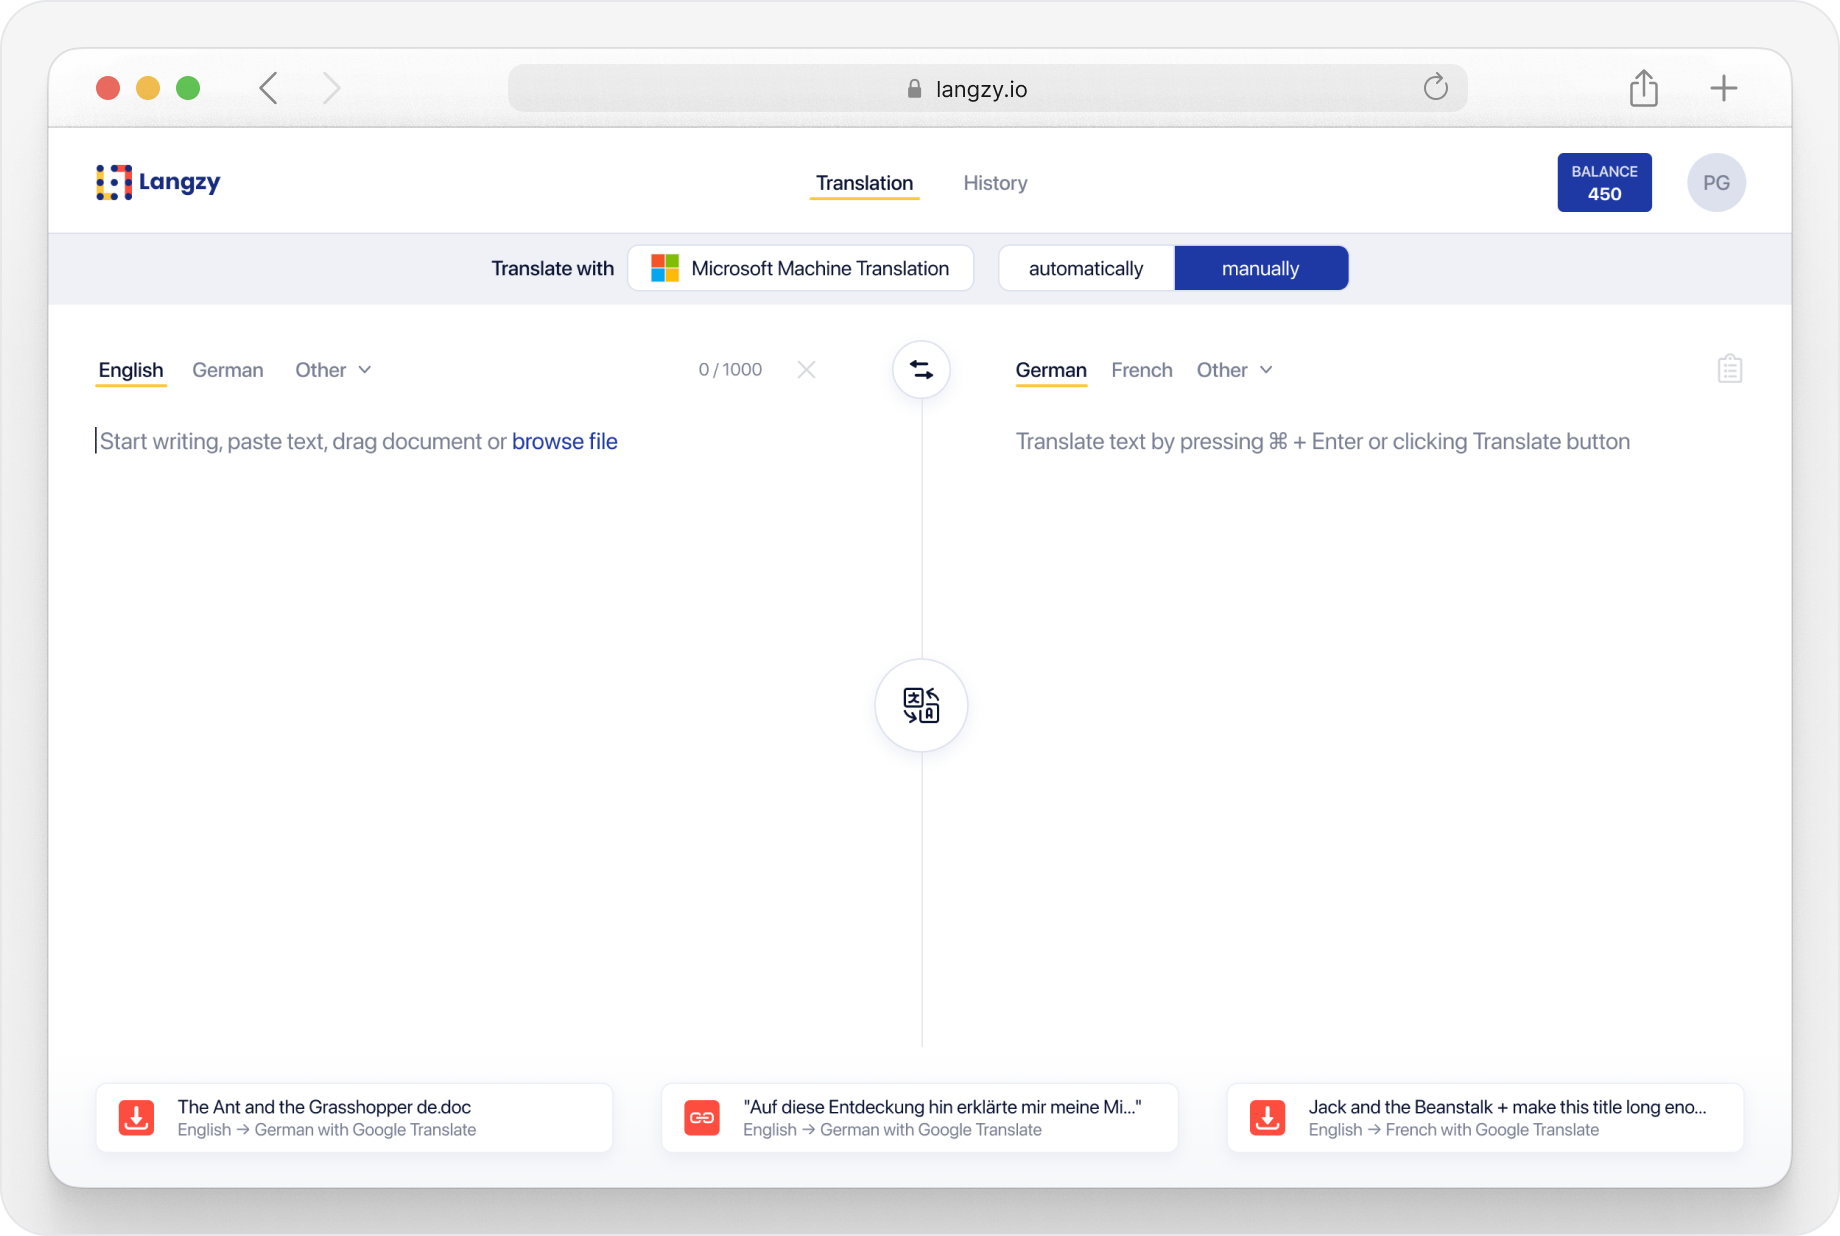 langzy.io
Langzy
Translation
History
BALANCE
450
PG
Translate with
Microsoft Machine Translation
automatically
manually
English
German
Other
0 / 1000
German
French
Other
Start writing, paste text, drag document or browse file
Translate text by pressing ⌘ + Enter or clicking Translate button
文
A
The Ant and the Grasshopper de.doc
English → German with Google Translate
"Auf diese Entdeckung hin erklärte mir meine Mi..."
English → German with Google Translate
Jack and the Beanstalk + make this title long eno...
English → French with Google Translate